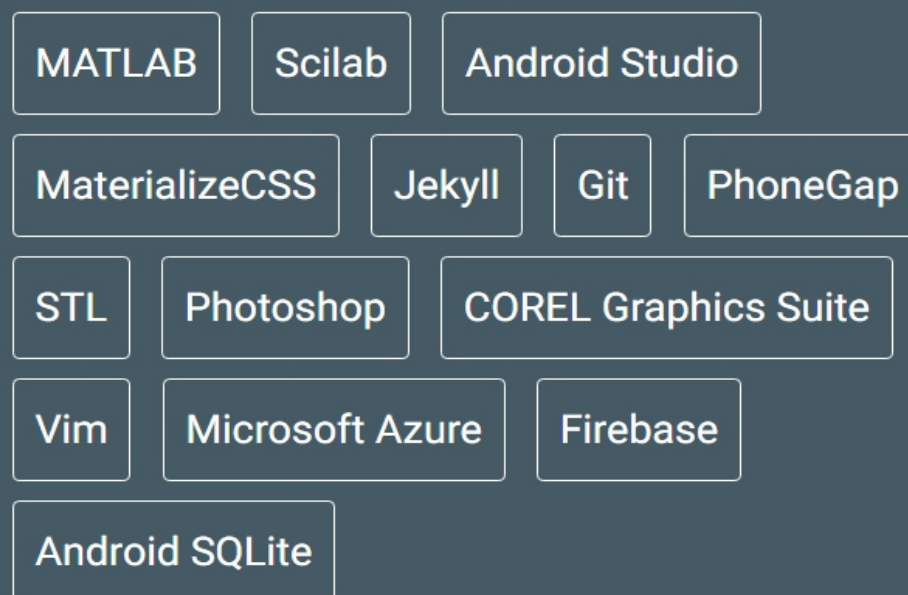 MATLAB Scilab Android Studio
MaterializeCSS Jekyll Git PhoneGap
STL Photoshop COREL Graphics Suite
Vim Microsoft Azure Firebase
Android SQLite